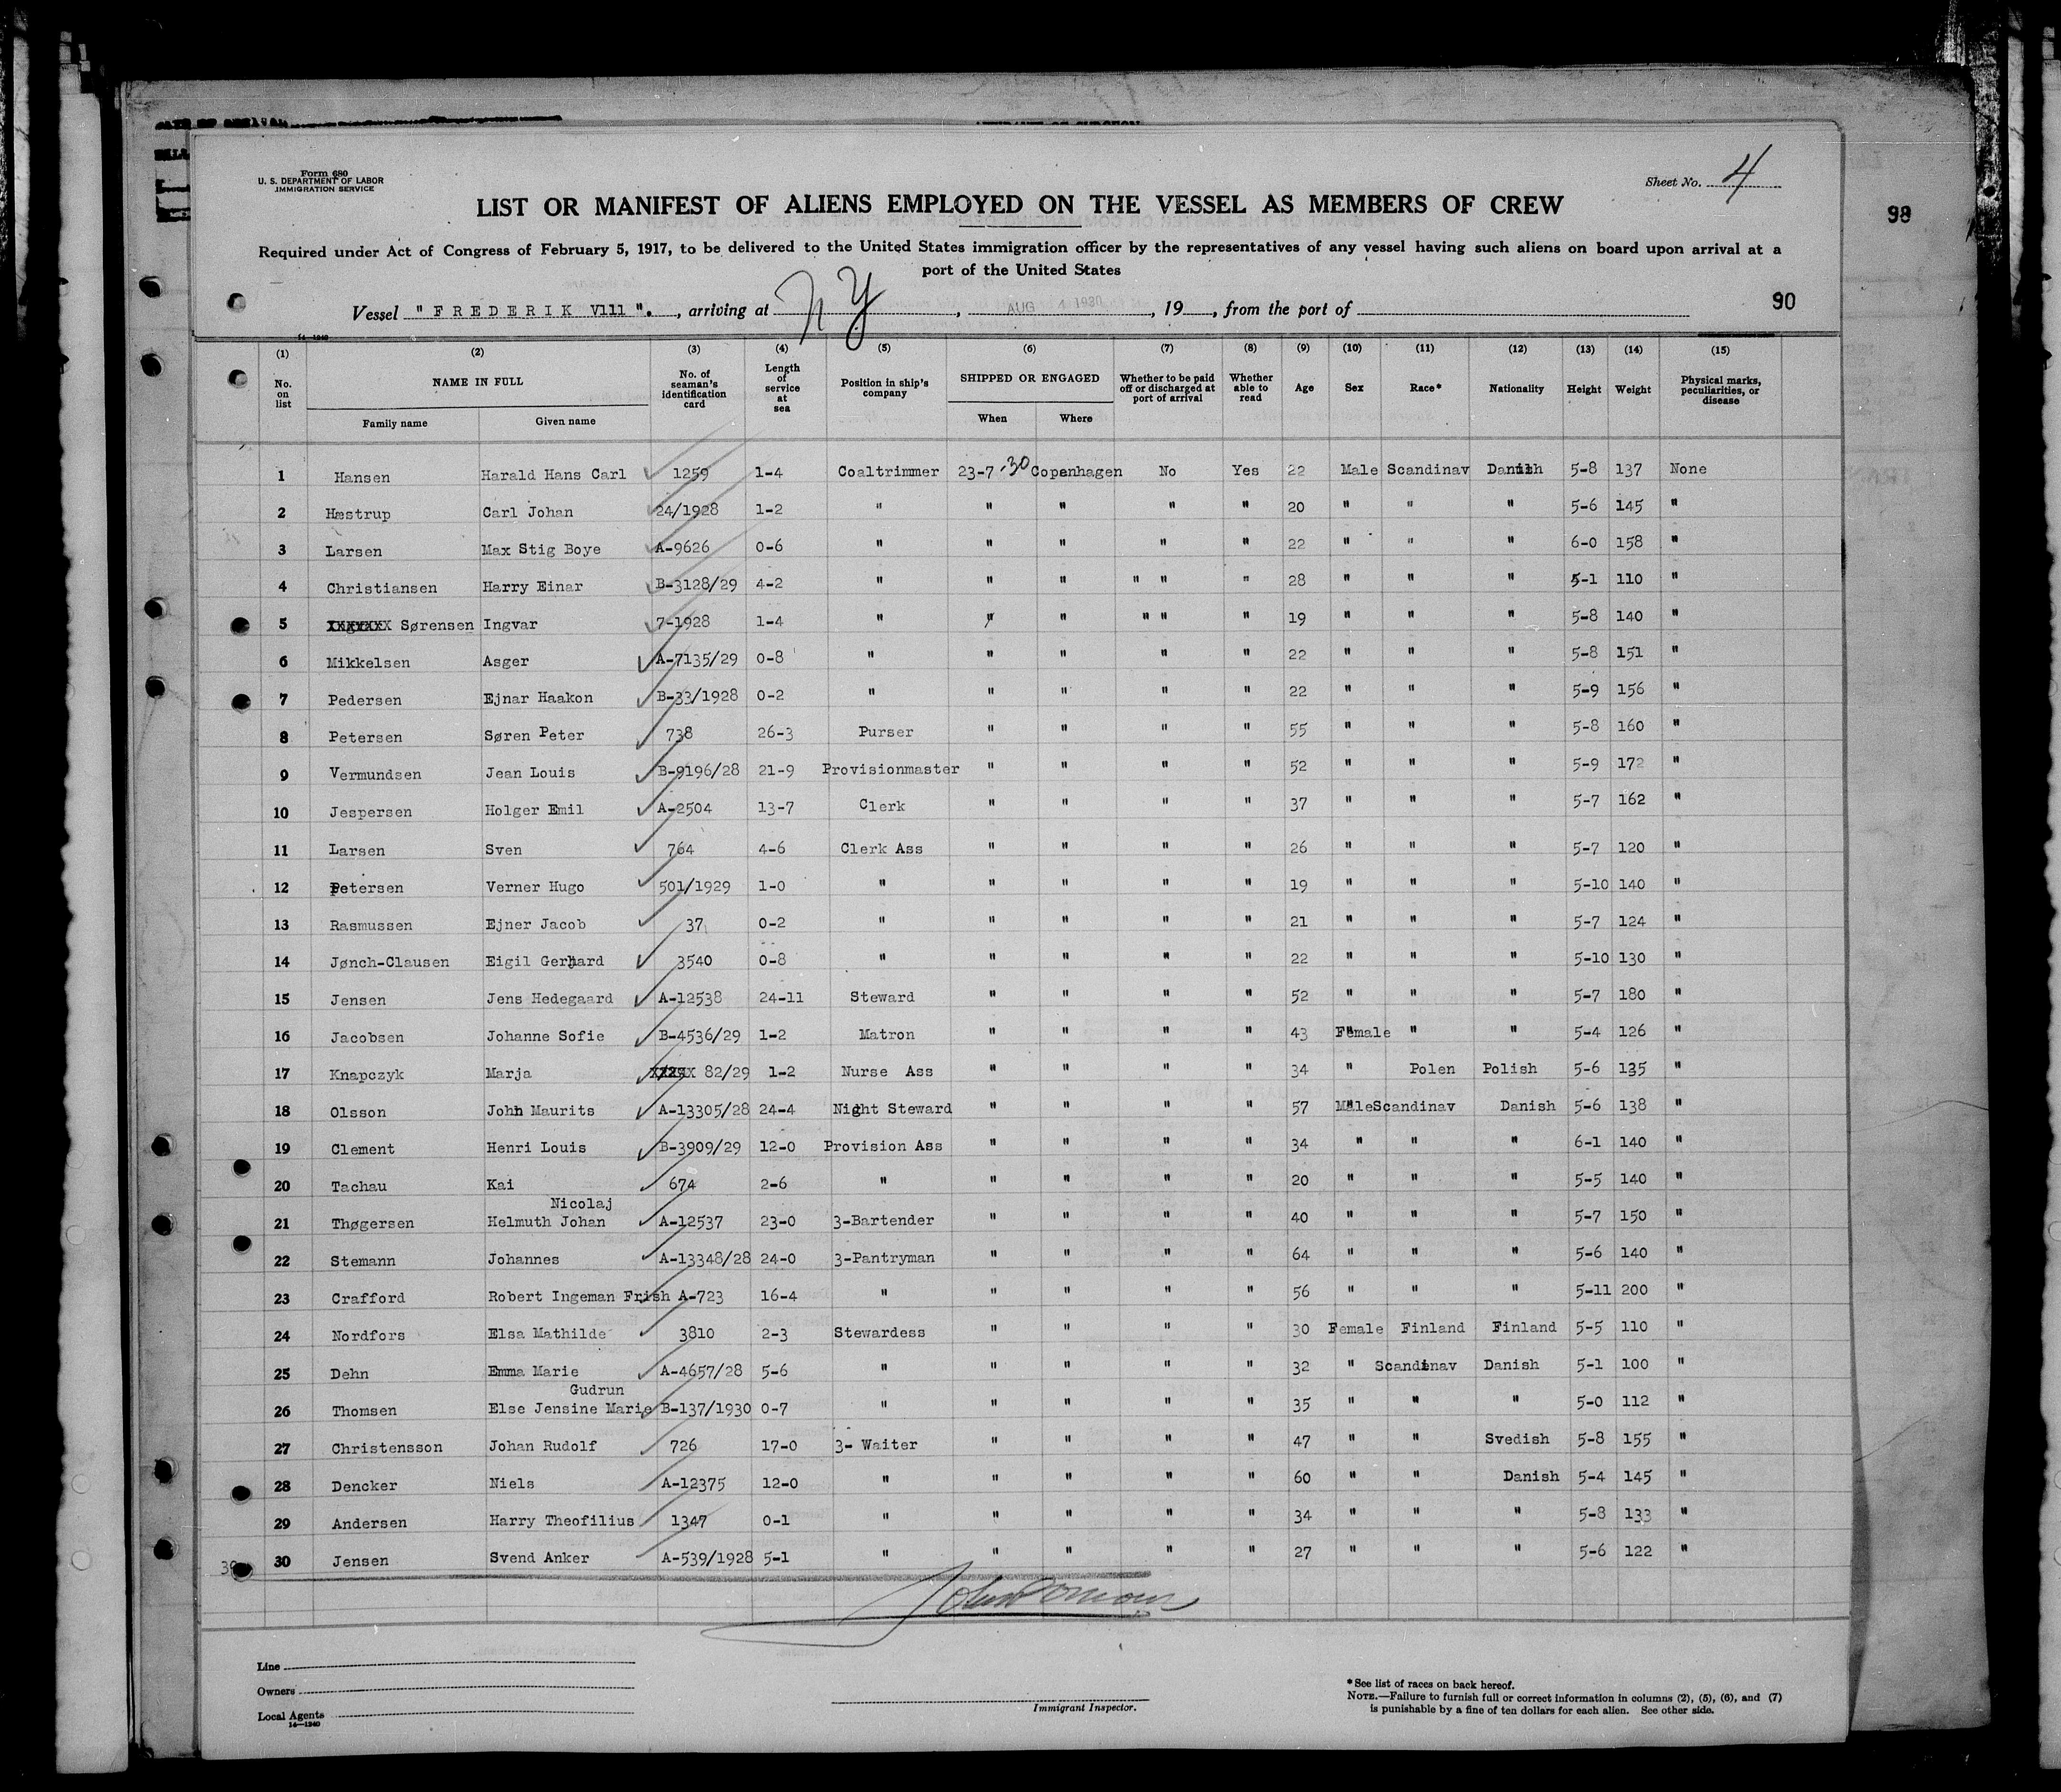 Form 680
U. S. DEPARTMENT OF LABOR
IMMIGRATION SERVICE
Sheet No. 4
LIST OR MANIFEST OF ALIENS EMPLOYED ON THE VESSEL AS MEMBERS OF CREW
98
Required under Act of Congress of February 5, 1917, to be delivered to the United States immigration officer by the representatives of any vessel having such aliens on board upon arrival at a
port of the United States
Vessel "FREDERIK V111"., arriving at NY, AUG 1930, 19, from the port of
90
14—1240
(1) (2) (3) (4) (5) (6) (7) (8) (9) (10) (11) (12) (13) (14) (15)
No. on list NAME IN FULL Family name Given name No. of seaman's identification card Length of service at sea Position in ship's company SHIPPED OR ENGAGED When Where Whether to be paid off or discharged at port of arrival Whether able to read Age Sex Race* Nationality Height Weight Physical marks, peculiarities, or disease
1 Hansen Harald Hans Carl 1259 1-4 Coaltrimmer 23-7-30 Copenhagen No Yes 22 Male Scandinav Danish 5-8 137 None
2 Hæstrup Carl Johan 24/1928 1-2 " " " " " 20 " " " 5-6 145 "
3 Larsen Max Stig Boye A-9626 0-6 " " " " " 22 " " " 6-0 158 "
4 Christiansen Harry Einar B-3128/29 4-2 " " " " " " 28 " " " 5-1 110 "
5 Sørensen Ingvar 7-1928 1-4 " " " " " " 19 " " " 5-8 140 "
6 Mikkelsen Asger A-7135/29 0-8 " " " " " 22 " " " 5-8 151 "
7 Pedersen Ejnar Haakon B-33/1928 0-2 " " " " " 22 " " " 5-9 156 "
8 Petersen Søren Peter 738 26-3 Purser " " " " 55 " " " 5-8 160 "
9 Vermundsen Jean Louis B-9196/28 21-9 Provisionmaster " " " " 52 " " " 5-9 172 "
10 Jespersen Holger Emil A-2504 13-7 Clerk " " " " 37 " " " 5-7 162 "
11 Larsen Sven 764 4-6 Clerk Ass " " " " 26 " " " 5-7 120 "
12 Petersen Verner Hugo 501/1929 1-0 " " " " " 19 " " " 5-10 140 "
13 Rasmussen Ejner Jacob 37 0-2 " " " " " 21 " " " 5-7 124 "
14 Jønch-Clausen Eigil Gerhard 3540 0-8 " " " " " 22 " " " 5-10 130 "
15 Jensen Jens Hedegaard A-12538 24-11 Steward " " " " 52 " " " 5-7 180 "
16 Jacobsen Johanne Sofie B-4536/29 1-2 Matron " " " " 43 Female " " 5-4 126 "
17 Knapczyk Marja 82/29 1-2 Nurse Ass " " " " 34 " Polen Polish 5-6 135 "
18 Olsson John Maurits A-13305/28 24-4 Night Steward " " " " 57 Male Scandinav Danish 5-6 138 "
19 Clement Henri Louis B-3909/29 12-0 Provision Ass " " " " 34 " " " 6-1 140 "
20 Tachau Kai 674 2-6 " " " " " 20 " " " 5-5 140 "
Nicolaj
21 Thøgersen Helmuth Johan A-12537 23-0 3-Bartender " " " " 40 " " " 5-7 150 "
22 Stemann Johannes A-13348/28 24-0 3-Pantryman " " " " 64 " " " 5-6 140 "
23 Crafford Robert Ingeman Frish A-723 16-4 " " " " " 56 " " " 5-11 200 "
24 Nordfors Elsa Mathilde 3810 2-3 Stewardess " " " " 30 Female Finland Finland 5-5 110 "
25 Dehn Emma Marie A-4657/28 5-6 " " " " " 32 " Scandinav Danish 5-1 100 "
Gudrun
26 Thomsen Else Jensine Marie B-137/1930 0-7 " " " " " 35 " " " 5-0 112 "
27 Christensson Johan Rudolf 726 17-0 3- Waiter " " " " 47 " " Svedish 5-8 155 "
28 Dencker Niels A-12375 12-0 " " " " " 60 " " Danish 5-4 145 "
29 Andersen Harry Theofilius 1347 0-1 " " " " " 34 " " " 5-8 133 "
30 Jensen Svend Anker A-539/1928 5-1 " " " " " 27 " " " 5-6 122 "
Line
Owners
Local Agents
14—1240
Immigrant Inspector.
*See list of races on back hereof.
NOTE.—Failure to furnish full or correct information in columns (2), (5), (6), and (7)
is punishable by a fine of ten dollars for each alien. See other side.